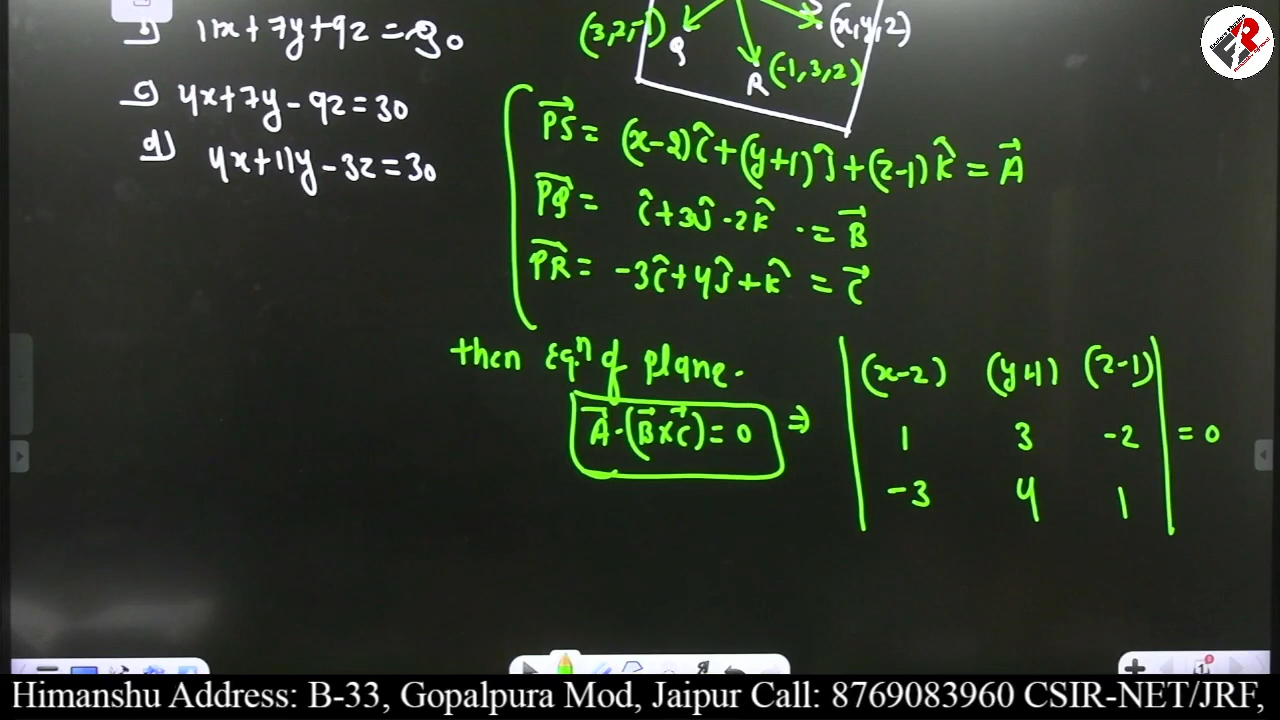 b) 11x+7y+9z = 30
c) 4x+7y-9z=30
d) 4x+11y-3z=30
(3,2,-1)
Q
(x,y,z)
R (-1,3,2)
PS⃗ = (x-2)î+(y+1)ĵ+(z-1)k̂ = A⃗
PQ⃗ = î+3ĵ-2k̂ = B⃗
PR⃗ = -3î+4ĵ+k̂ = C⃗
then Eqⁿ of plane.
A⃗·(B⃗×C⃗) = 0 ⇒
| (x-2) (y+1) (z-1) |
| 1 3 -2 | = 0
| -3 4 1 |
Himanshu Address: B-33, Gopalpura Mod, Jaipur Call: 8769083960 CSIR-NET/JRF,